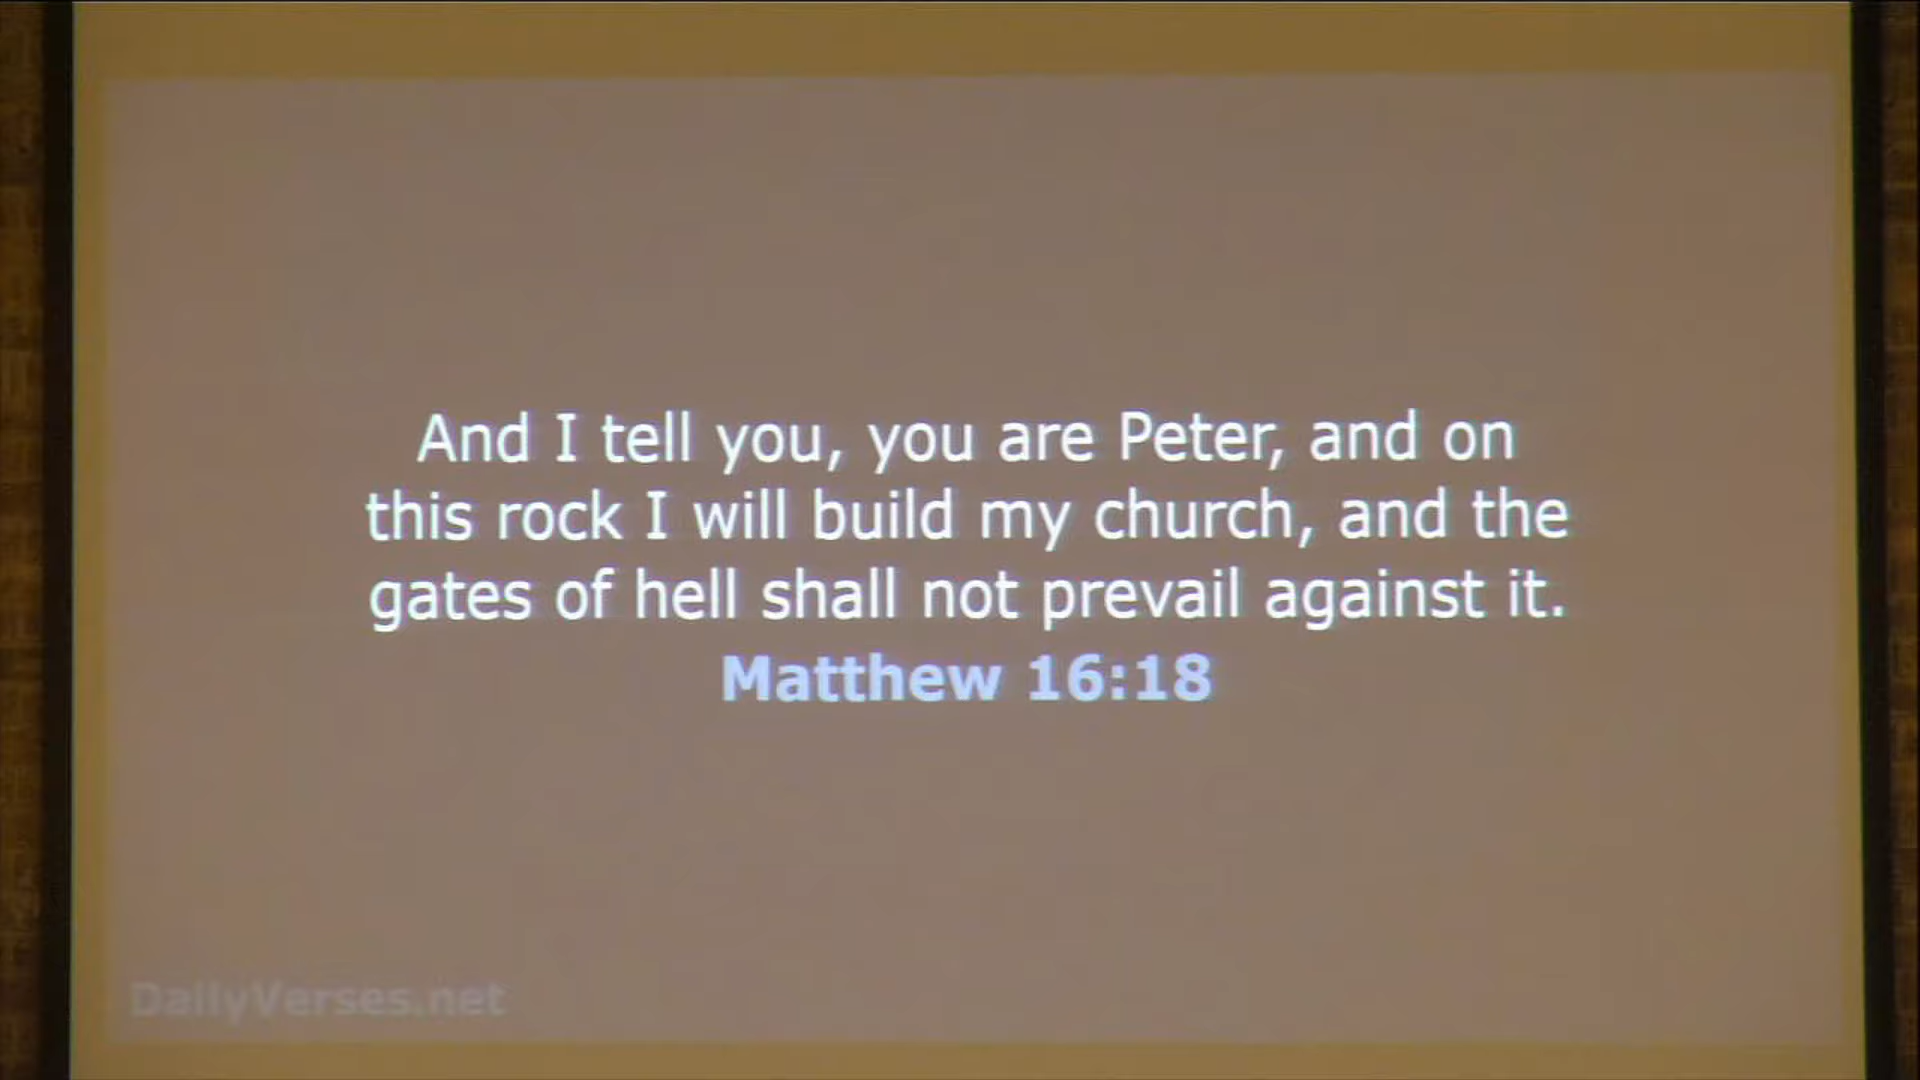 And I tell you, you are Peter, and on
this rock I will build my church, and the
gates of hell shall not prevail against it.
Matthew 16:18
DailyVerses.net